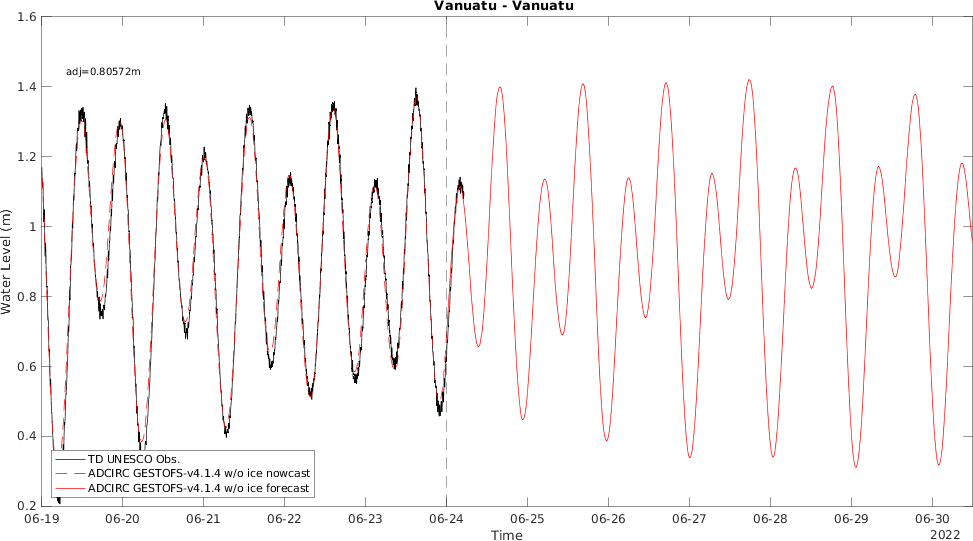 Vanuatu - Vanuatu
1.6
adj=0.80572m
1.4
1.2
1
0.8
0.6
0.4
0.2
Water Level (m)
TD UNESCO Obs.
ADCIRC GESTOFS-v4.1.4 w/o ice nowcast
ADCIRC GESTOFS-v4.1.4 w/o ice forecast
06-19 06-20 06-21 06-22 06-23 06-24 06-25 06-26 06-27 06-28 06-29 06-30
Time
2022